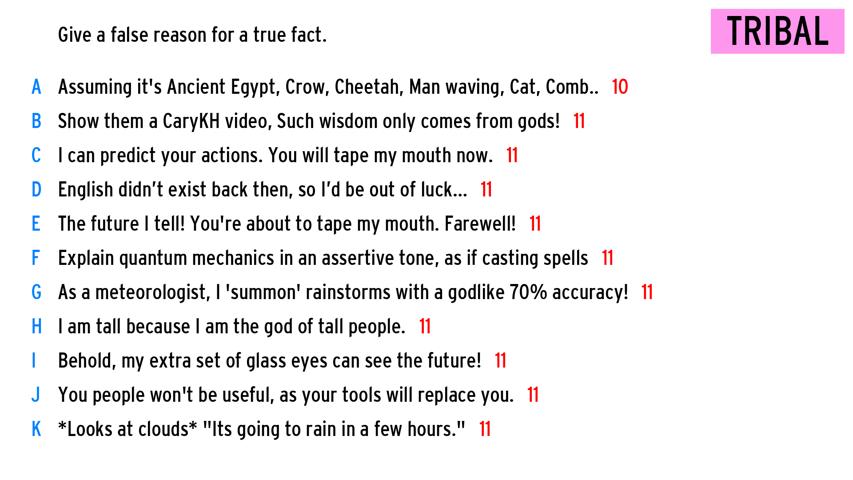 Give a false reason for a true fact.
TRIBAL
A Assuming it's Ancient Egypt, Crow, Cheetah, Man waving, Cat, Comb.. 10
B Show them a CaryKH video, Such wisdom only comes from gods! 11
C I can predict your actions. You will tape my mouth now. 11
D English didn't exist back then, so I'd be out of luck... 11
E The future I tell! You're about to tape my mouth. Farewell! 11
F Explain quantum mechanics in an assertive tone, as if casting spells 11
G As a meteorologist, I 'summon' rainstorms with a godlike 70% accuracy! 11
H I am tall because I am the god of tall people. 11
I Behold, my extra set of glass eyes can see the future! 11
J You people won't be useful, as your tools will replace you. 11
K *Looks at clouds* "Its going to rain in a few hours." 11